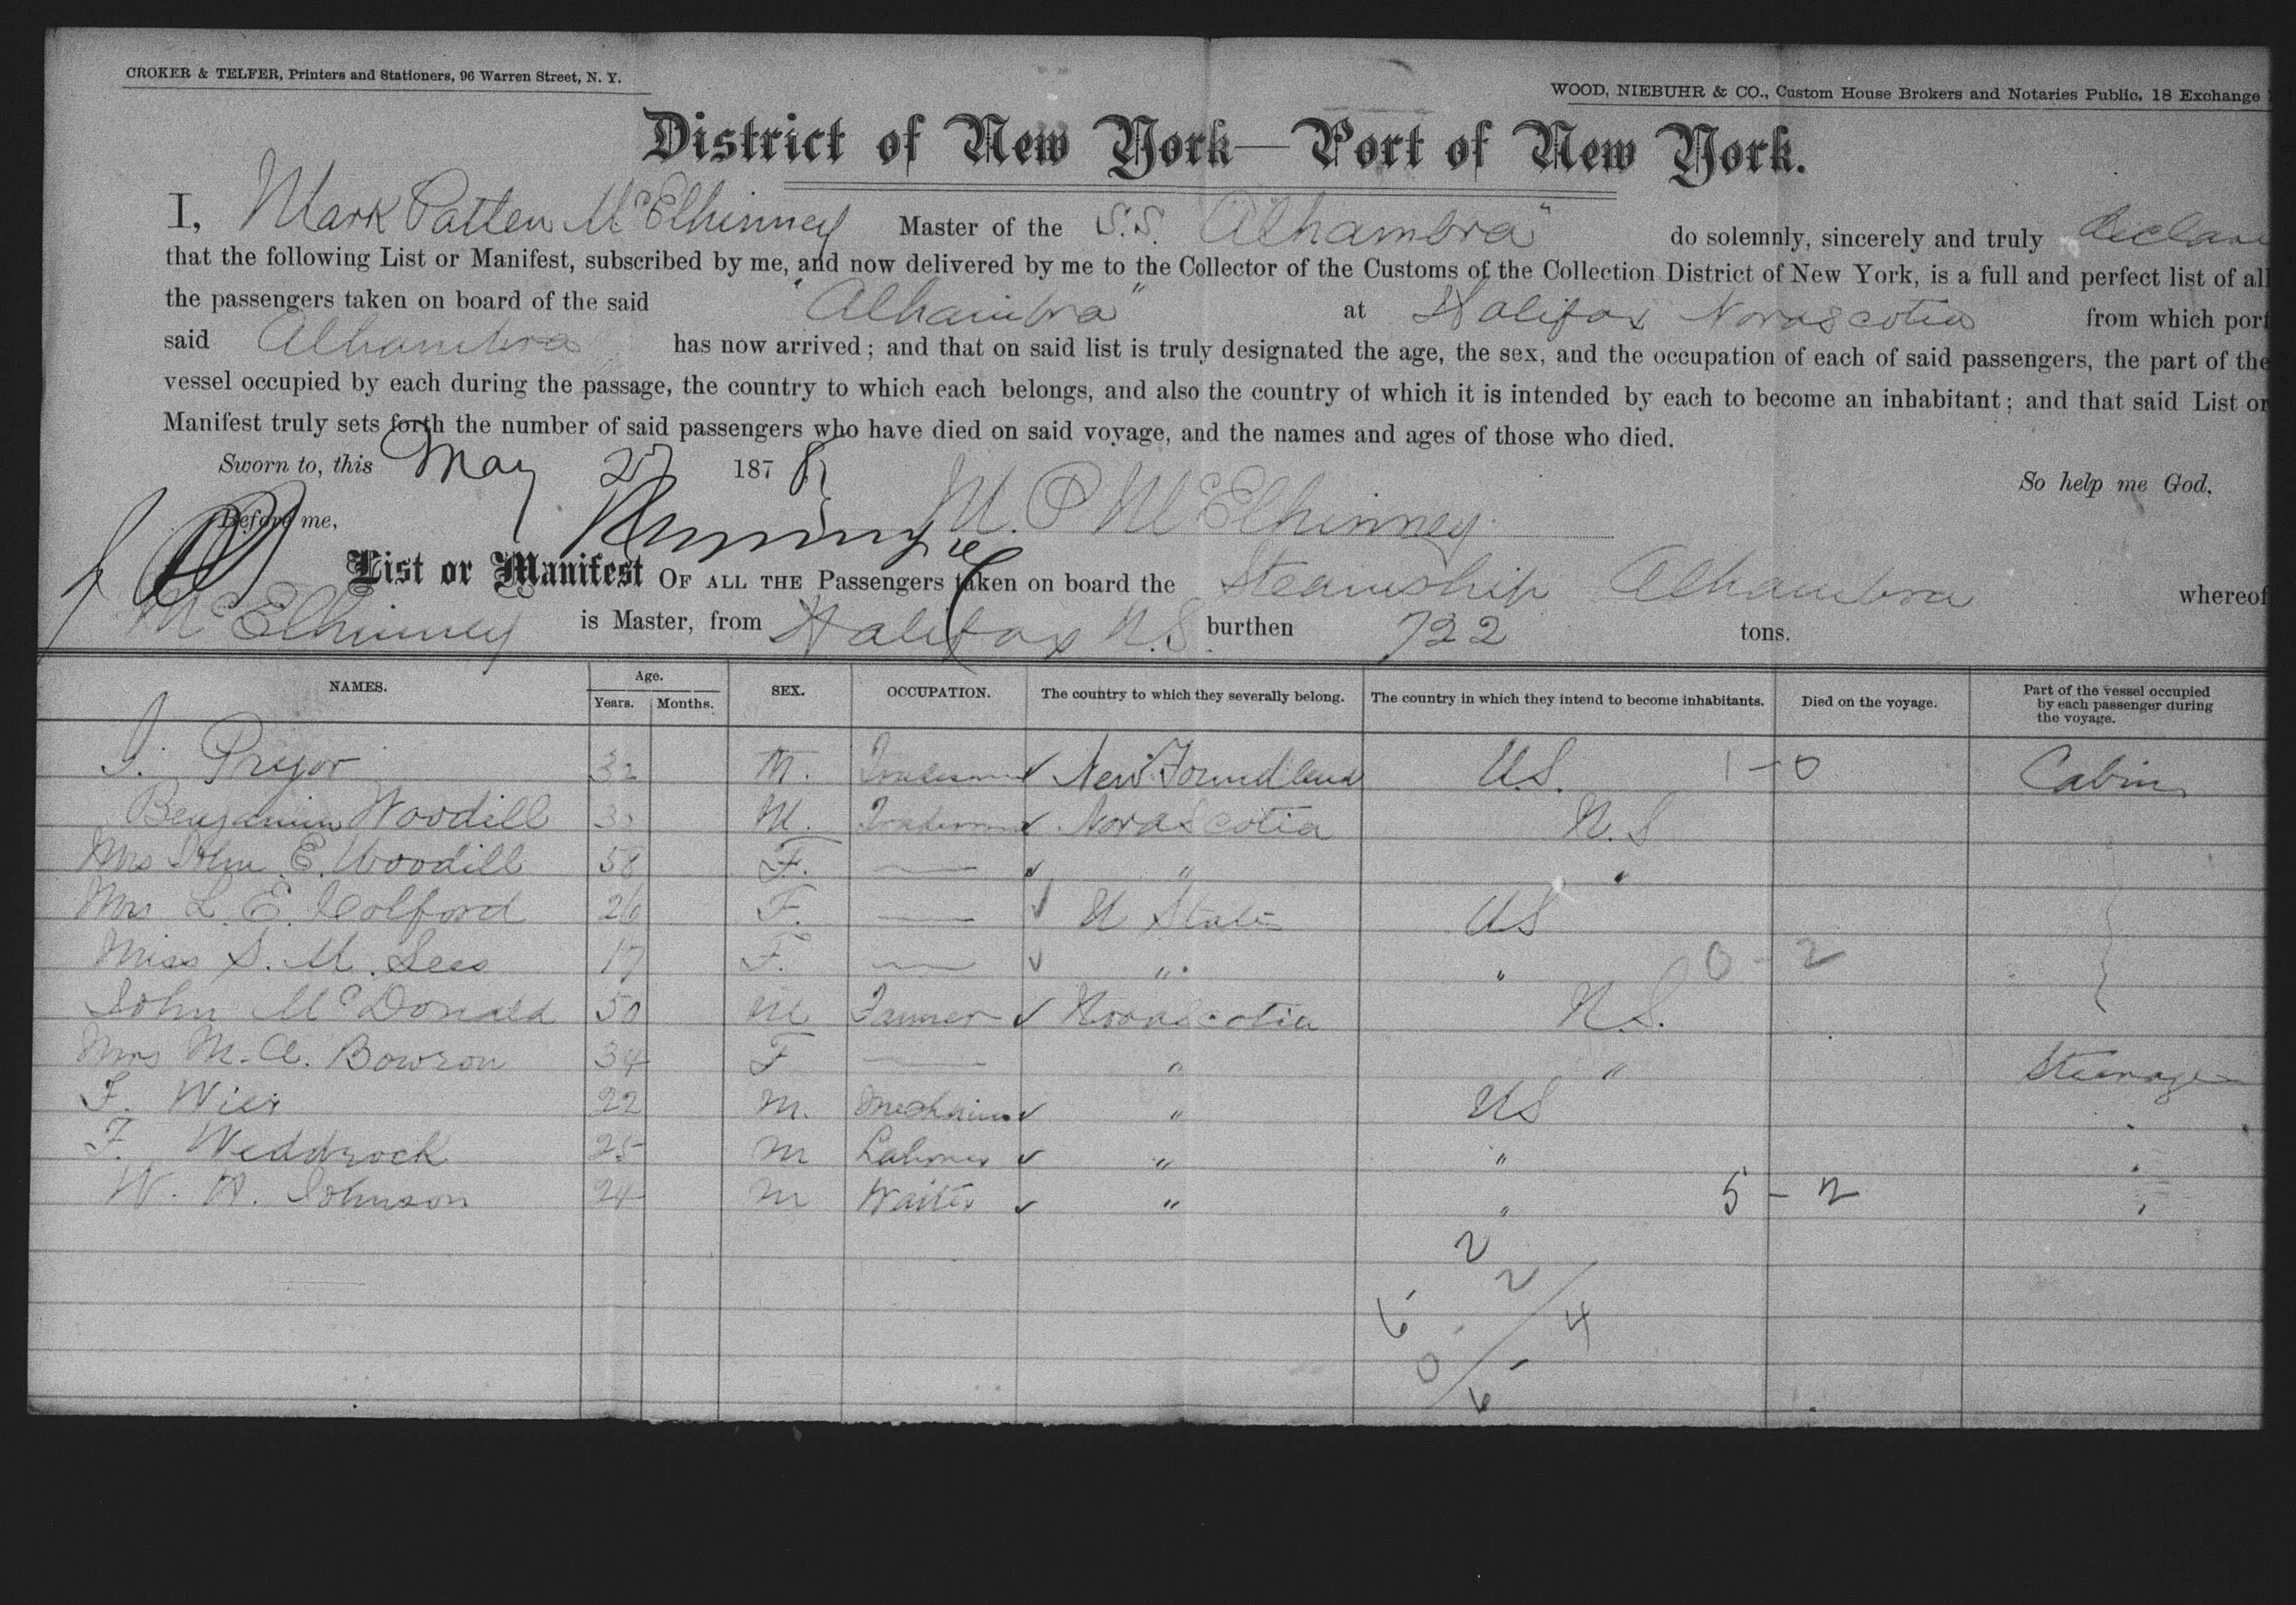 CROKER & TELFER, Printers and Stationers, 96 Warren Street, N. Y.
WOOD, NIEBUHR & CO., Custom House Brokers and Notaries Public, 18 Exchange
District of New York—Port of New York.
I, Mark Patten McElhinney Master of the S.S. "Alhambra" do solemnly, sincerely and truly declare
that the following List or Manifest, subscribed by me, and now delivered by me to the Collector of the Customs of the Collection District of New York, is a full and perfect list of all
the passengers taken on board of the said "Alhambra" at Halifax Novascotia from which port
said Alhambra has now arrived; and that on said list is truly designated the age, the sex, and the occupation of each of said passengers, the part of the
vessel occupied by each during the passage, the country to which each belongs, and also the country of which it is intended by each to become an inhabitant; and that said List or
Manifest truly sets forth the number of said passengers who have died on said voyage, and the names and ages of those who died.
Sworn to, this May 27 1878 So help me God,
Before me, M. P. McElhinney
List or Manifest OF ALL THE Passengers taken on board the Steamship Alhambra whereof
McElhinney is Master, from Halifax N.S. burthen 722 tons.
NAMES. Age. Years. Months. SEX. OCCUPATION. The country to which they severally belong. The country in which they intend to become inhabitants. Died on the voyage. Part of the vessel occupied by each passenger during the voyage.
Pryor 32 M. ✓ New Foundland U.S. 1-0 Cabin
Benjamin Woodill M. ✓ Nova Scotia N.S
Mrs John E. Woodill 58 F. — ✓ " "
Mrs L. E. Colford 26 F. — ✓ U States US
Miss S. M. Lees 17 F. — ✓ " " 0-2
John McDonald 50 M Farmer ✓ Nova Scotia N.S.
Mrs M. A. Bowron 34 F — " " Steerage
F. Wier 22 M. Mechanic ✓ " US "
F. Weddrock 25 M Labourer ✓ " " "
W. A. Johnson 24 M Waiter ✓ " " 5-2 "
2
2
6 4
0
6